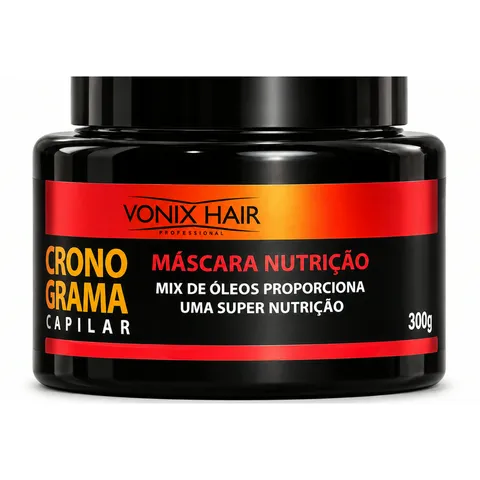 VONIX HAIR
PROFESSIONAL
CRONO
GRAMA
CAPILAR
MÁSCARA NUTRIÇÃO
MIX DE ÓLEOS PROPORCIONA
UMA SUPER NUTRIÇÃO
300g